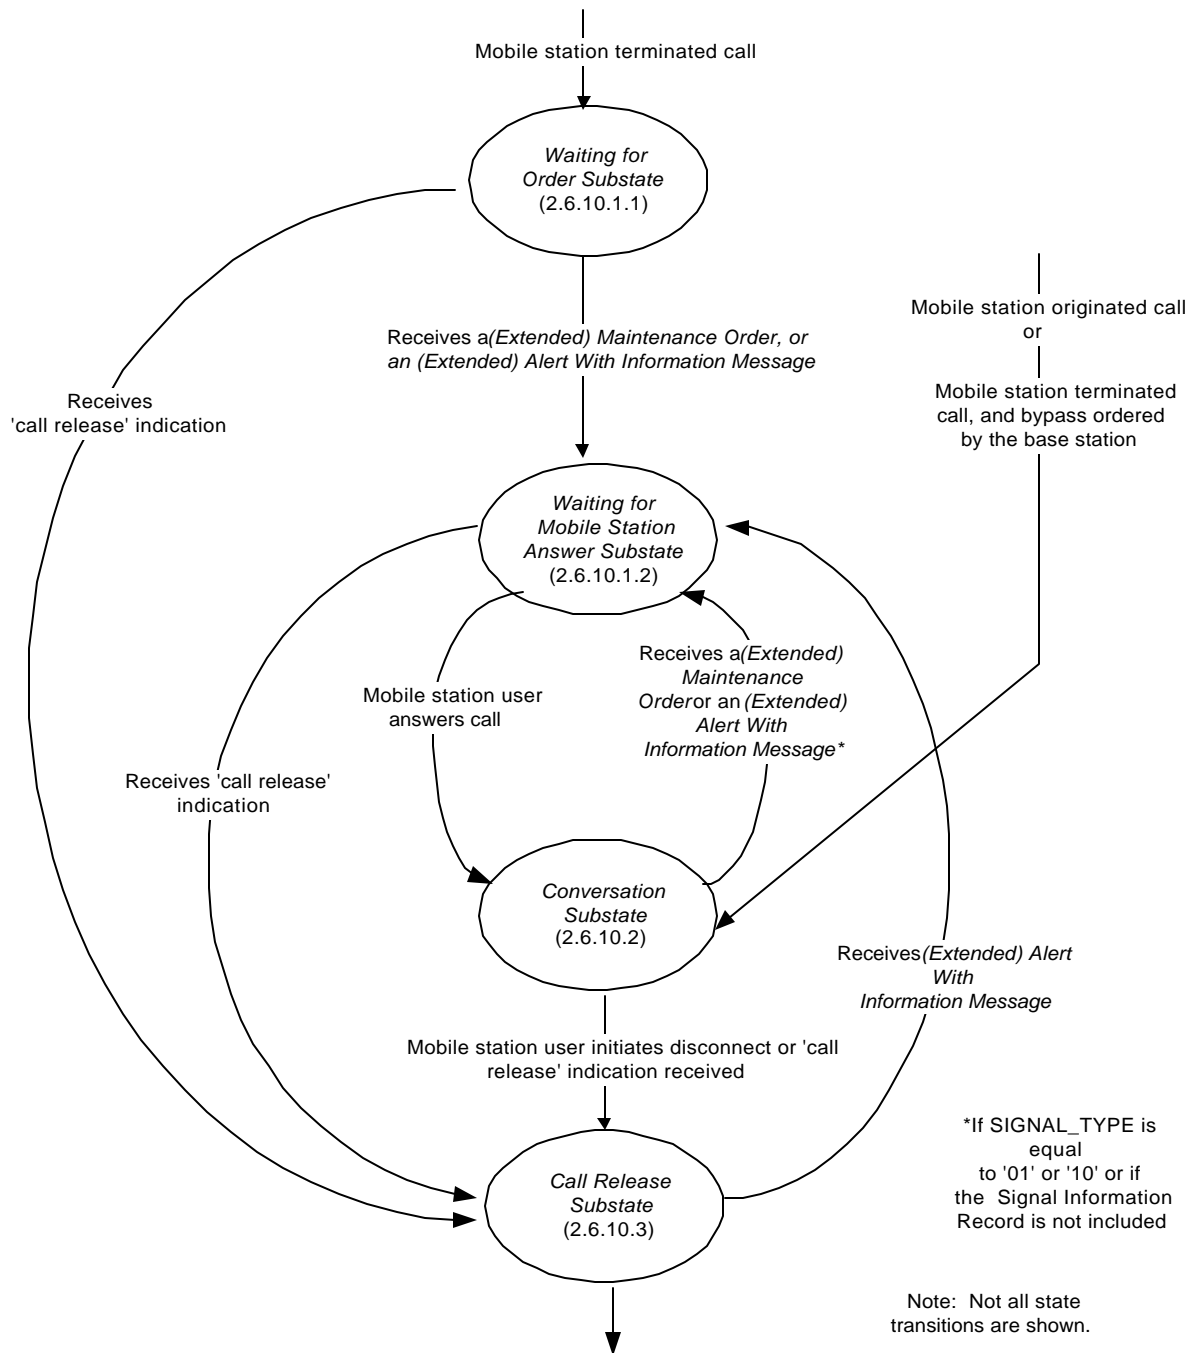 Mobile station terminated call
Waiting for
Order Substate
(2.6.10.1.1)
Mobile station originated call
or
Mobile station terminated
call, and bypass ordered
by the base station
Receives a(Extended) Maintenance Order, or
an (Extended) Alert With Information Message
Receives
'call release' indication
Waiting for
Mobile Station
Answer Substate
(2.6.10.1.2)
Receives a(Extended)
Maintenance
Orderor an (Extended)
Alert With
Information Message*
Mobile station user
answers call
Receives 'call release'
indication
Conversation
Substate
(2.6.10.2)
Receives(Extended) Alert
With
Information Message
Mobile station user initiates disconnect or 'call
release' indication received
*If SIGNAL_TYPE is
equal
to '01' or '10' or if
the Signal Information
Record is not included
Call Release
Substate
(2.6.10.3)
Note: Not all state
transitions are shown.